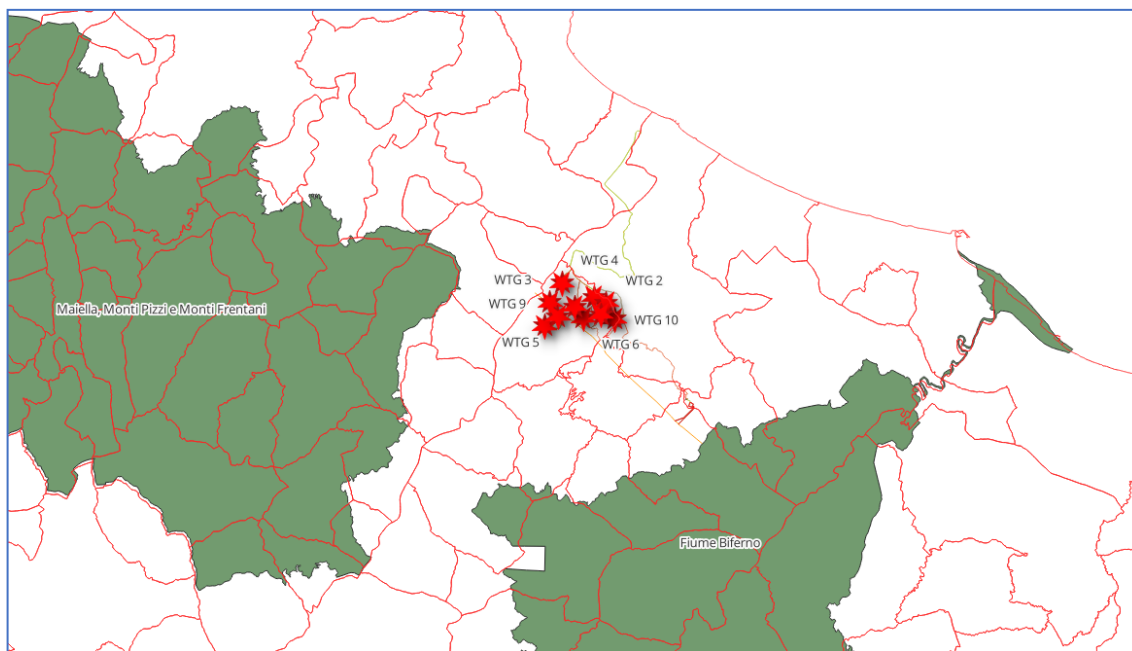 WTG 4
WTG 3
WTG 2
WTG 9
Maiella, Monti Pizzi e Monti Frentani
WTG 10
WTG 5
WTG 6
Fiume Biferno